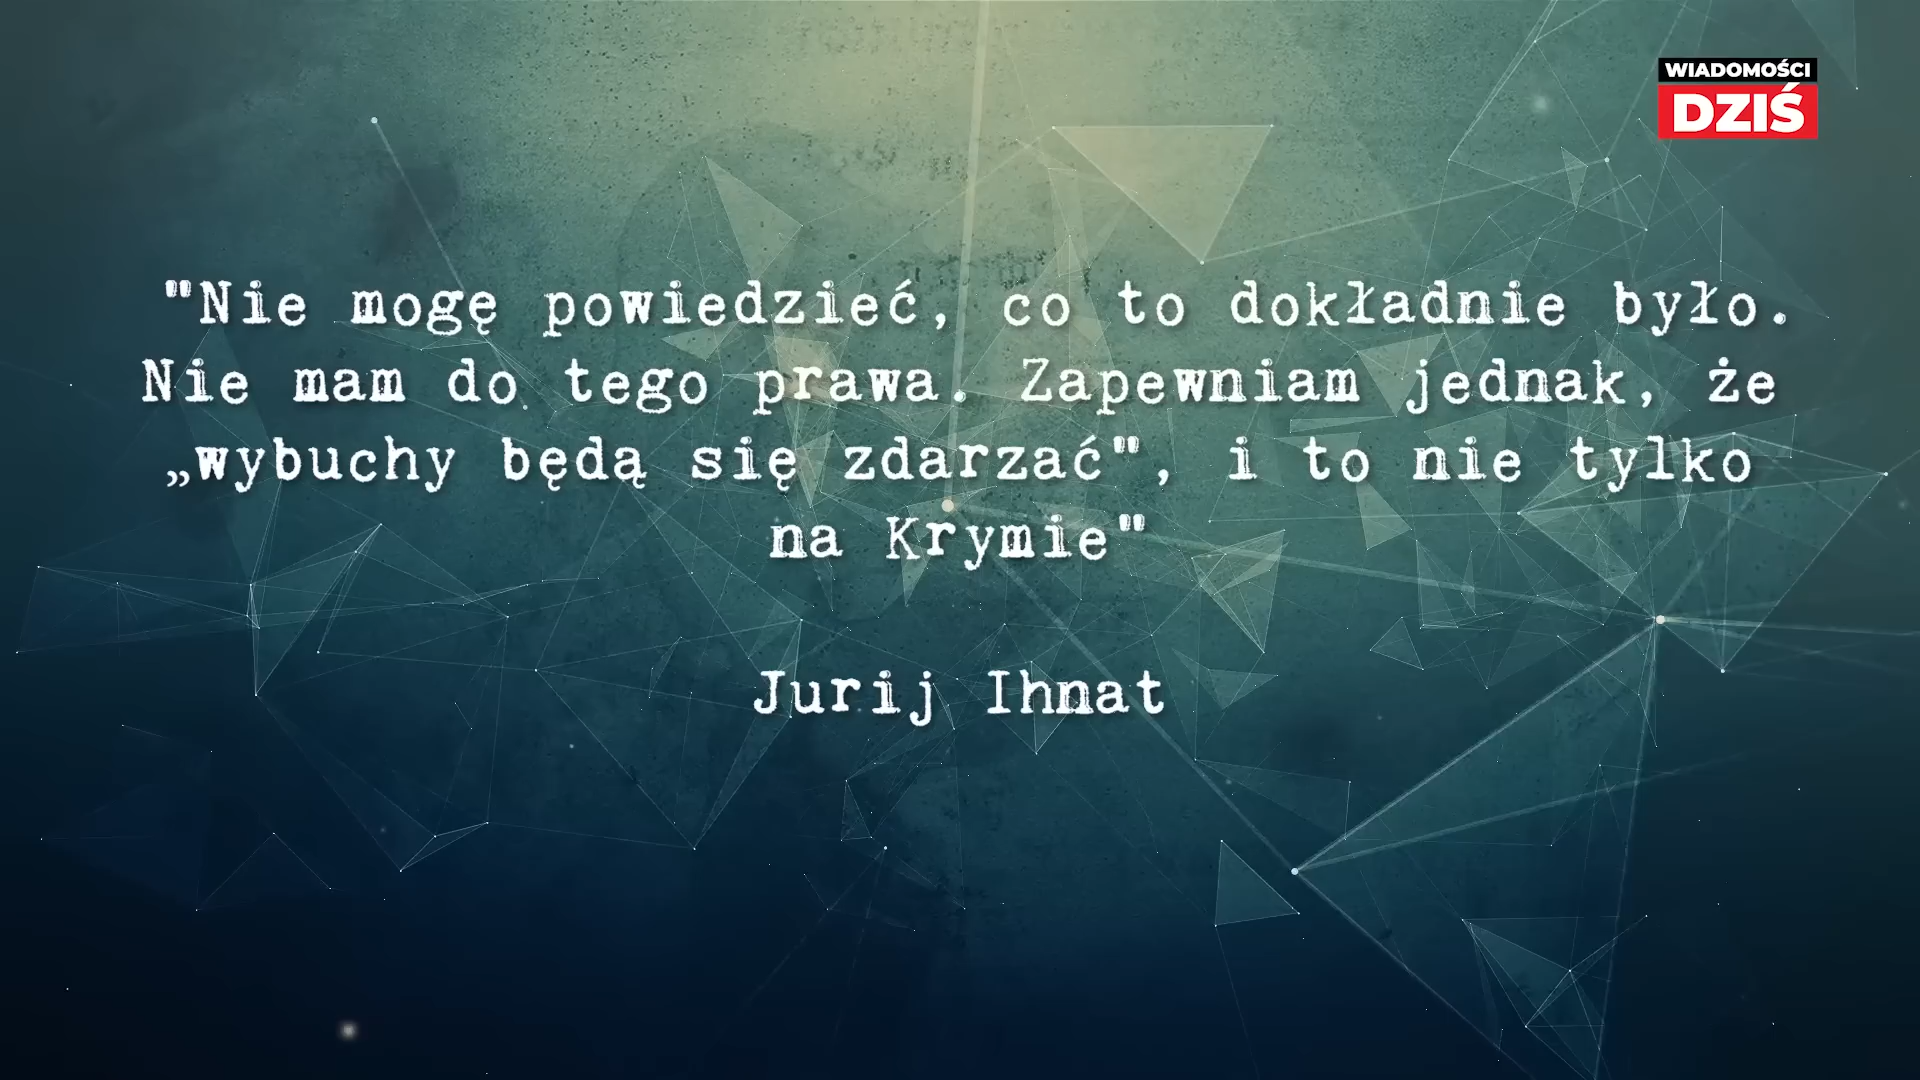 WIADOMOŚCI
DZIŚ
"Nie mogę powiedzieć, co to dokładnie było.
Nie mam do tego prawa. Zapewniam jednak, że
„wybuchy będą się zdarzać", i to nie tylko
na Krymie"
Jurij Ihnat